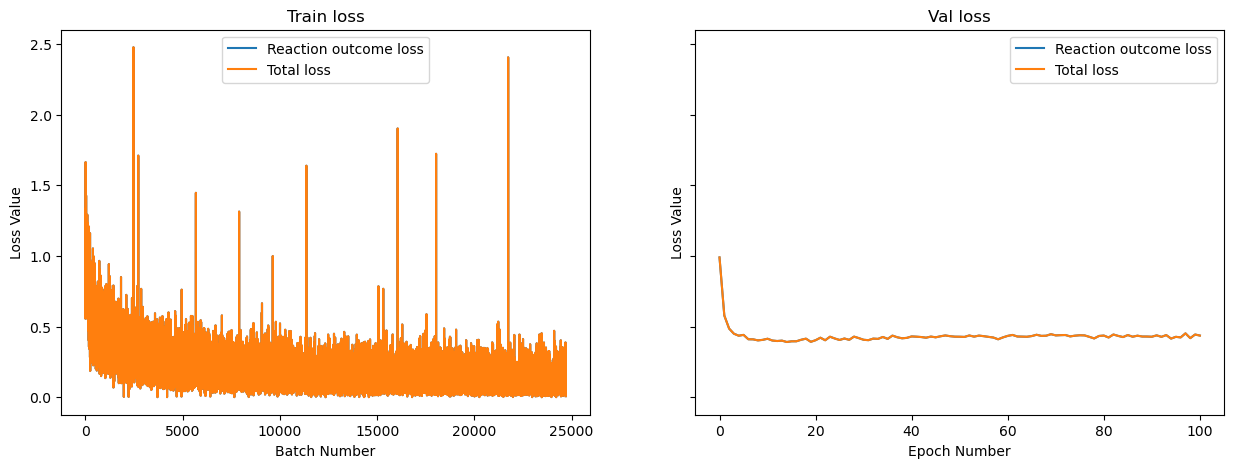 Train loss
Loss Value
2.5
2.0
1.5
1.0
0.5
0.0
Reaction outcome loss
Total loss
0
5000
10000
15000
20000
25000
Batch Number
Val loss
Loss Value
Reaction outcome loss
Total loss
0
20
40
60
80
100
Epoch Number